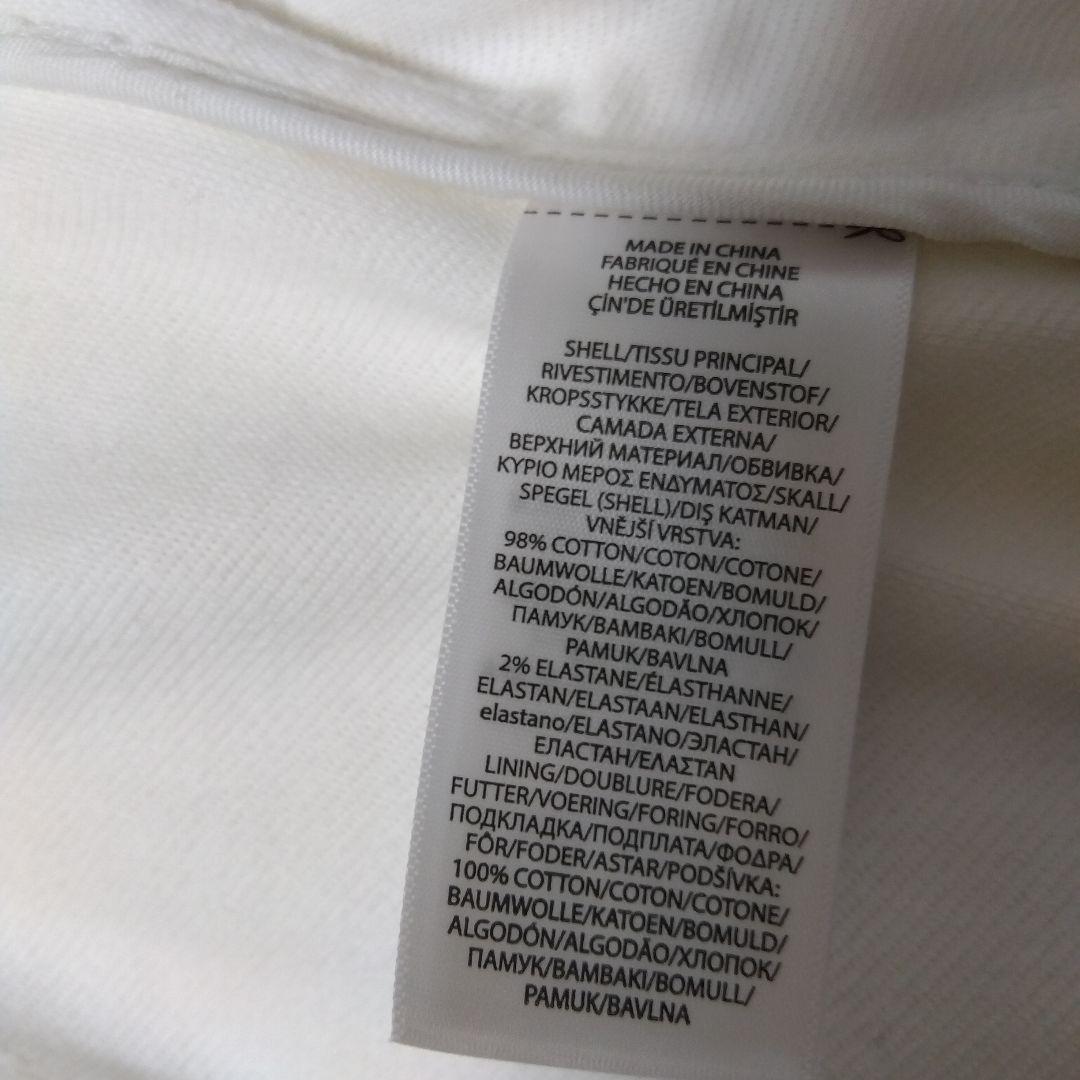 MADE IN CHINA
FABRIQUÉ EN CHINE
HECHO EN CHINA
ÇİN'DE ÜRETİLMİŞTİR
SHELL/TISSU PRINCIPAL/
RIVESTIMENTO/BOVENSTOF/
KROPSSTYKKE/TELA EXTERIOR/
CAMADA EXTERNA/
ВЕРХНИЙ МАТЕРИАЛ/ОБВИВКА/
ΚΥΡΙΟ ΜΕΡΟΣ ΕΝΔΥΜΑΤΟΣ/SKALL/
SPEGEL (SHELL)/DIŞ KATMAN/
VNĚJŠÍ VRSTVA:
98% COTTON/COTON/COTONE/
BAUMWOLLE/KATOEN/BOMULD/
ALGODÓN/ALGODÃO/ХЛОПОК/
ПАМУК/ΒΑΜΒΑΚΙ/BOMULL/
PAMUK/BAVLNA
2% ELASTANE/ÉLASTHANNE/
ELASTAN/ELASTAAN/ELASTHAN/
elastano/ELASTANO/ЭЛАСТАН/
ЕЛАСТАН/ΕΛΑΣΤΑΝ
LINING/DOUBLURE/FODERA/
FUTTER/VOERING/FORING/FORRO/
ПОДКЛАДКА/ПОДПЛАТА/ΦΟΔΡΑ/
FÔR/FODER/ASTAR/PODŠÍVKA:
100% COTTON/COTON/COTONE/
BAUMWOLLE/KATOEN/BOMULD/
ALGODÓN/ALGODÃO/ХЛОПОК/
ПАМУК/ΒΑΜΒΑΚΙ/BOMULL/
PAMUK/BAVLNA